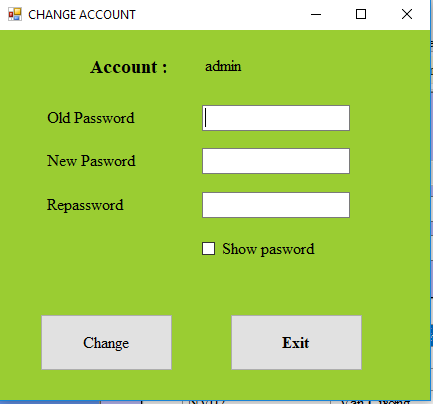 CHANGE ACCOUNT
Account : admin
Old Password
New Pasword
Repassword
Show pasword
Change Exit